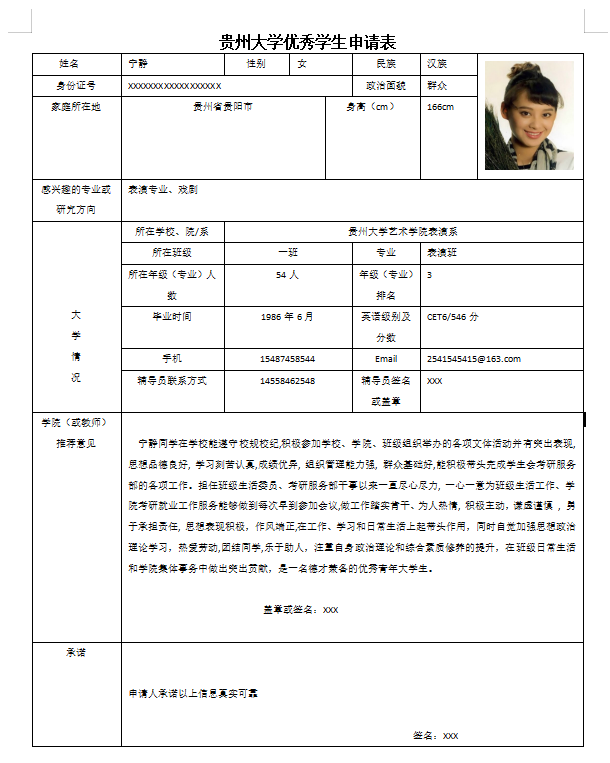 贵州大学优秀学生申请表
姓名 宁静 性别 女 民族 汉族
身份证号 XXXXXXXXXXXXXXXXXX 政治面貌 群众
家庭所在地 贵州省贵阳市 身高（cm） 166cm
感兴趣的专业或
研究方向
表演专业、戏剧
大
学
情
况
所在学校、院/系 贵州大学艺术学院表演系
所在班级 一班 专业 表演班
所在年级（专业）人
数
54 人
年级（专业）
排名
3
毕业时间 1986 年 6 月
英语级别及
分数
CET6/546 分
手机 15487458544 Email 2541545415@163.com
辅导员联系方式 14558462548
辅导员签名
或盖章
XXX
学院（或教师）
推荐意见
宁静同学在学校能遵守校规校纪,积极参加学校、学院、班级组织举办的各项文体活动并有突出表现,
思想品德良好, 学习刻苦认真,成绩优异, 组织管理能力强, 群众基础好,能积极带头完成学生会考研服务
部的各项工作。担任班级生活委员、考研服务部干事以来一直尽心尽力, 一心一意为班级生活工作、学
院考研就业工作服务能够做到每次早到参加会议,做工作踏实肯干、为人热情, 积极主动，谦虚谨慎 ，勇
于承担责任, 思想表现积极，作风端正,在工作、学习和日常生活上起带头作用，同时自觉加强思想政治
理论学习，热爱劳动,团结同学,乐于助人，注重自身政治理论和综合素质修养的提升，在班级日常生活
和学院集体事务中做出突出贡献，是一名德才兼备的优秀青年大学生。
盖章或签名：XXX
承诺
申请人承诺以上信息真实可靠
签名：XXX